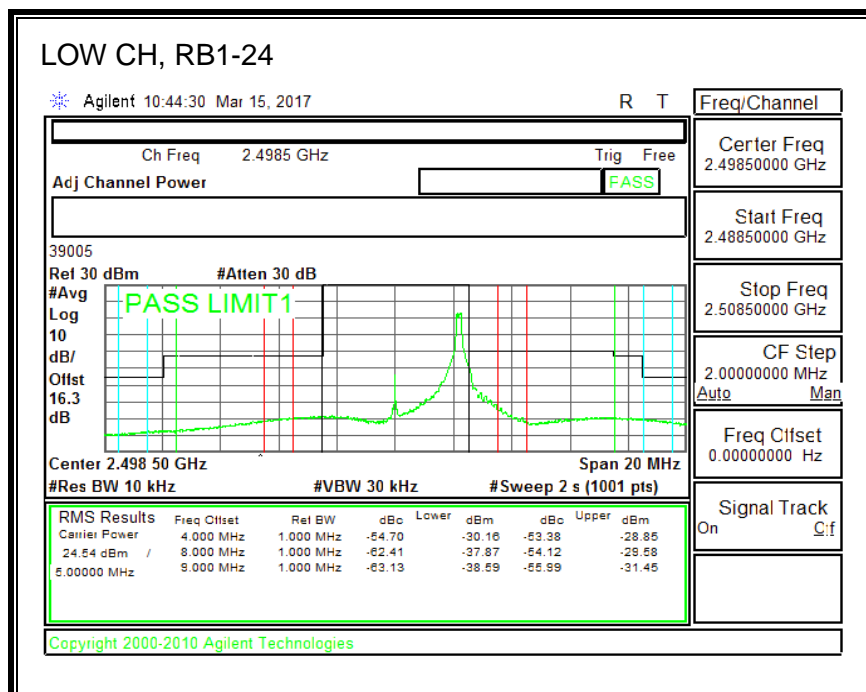 LOW CH, RB1-24
Agilent 10:44:30 Mar 15, 2017 R T
Freq/Channel
Ch Freq 2.4985 GHz Trig Free
Adj Channel Power PASS
Center Freq
2.49850000 GHz
Start Freq
2.48850000 GHz
Stop Freq
2.50850000 GHz
CF Step
2.00000000 MHz
Auto Man
Freq Offset
0.00000000 Hz
Signal Track
On Off
39005
Ref 30 dBm #Atten 30 dB
#Avg
Log
10
dB/
Offst
16.3
dB
PASS LIMIT1
Center 2.498 50 GHz Span 20 MHz
#Res BW 10 kHz #VBW 30 kHz #Sweep 2 s (1001 pts)
RMS Results Freq Offset Ref BW dBc Lower dBm dBc Upper dBm
Carrier Power 4.000 MHz 1.000 MHz -54.70 -30.16 -53.38 -28.85
24.54 dBm / 8.000 MHz 1.000 MHz -62.41 -37.87 -54.12 -29.58
5.00000 MHz 9.000 MHz 1.000 MHz -63.13 -38.59 -55.99 -31.45
Copyright 2000-2010 Agilent Technologies